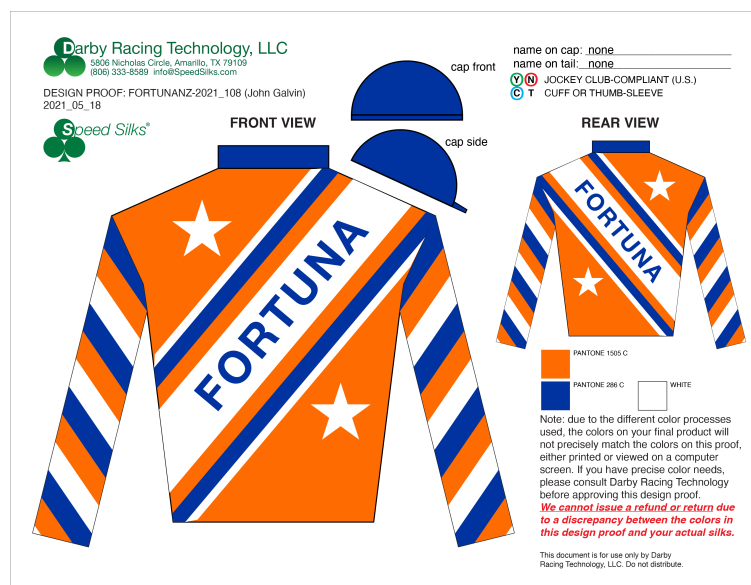 Darby Racing Technology, LLC
5806 Nicholas Circle, Amarillo, TX 79109
(806) 333-8589 info@SpeedSilks.com
DESIGN PROOF: FORTUNANZ-2021_108 (John Galvin)
2021_05_18
Speed Silks®
cap front
cap side
name on cap: none
name on tail: none
Y N JOCKEY CLUB-COMPLIANT (U.S.)
C T CUFF OR THUMB-SLEEVE
FRONT VIEW
REAR VIEW
FORTUNA
FORTUNA
PANTONE 1505 C
PANTONE 286 C
WHITE
Note: due to the different color processes
used, the colors on your final product will
not precisely match the colors on this proof,
either printed or viewed on a computer
screen. If you have precise color needs,
please consult Darby Racing Technology
before approving this design proof.
We cannot issue a refund or return due
to a discrepancy between the colors in
this design proof and your actual silks.
This document is for use only by Darby
Racing Technology, LLC. Do not distribute.